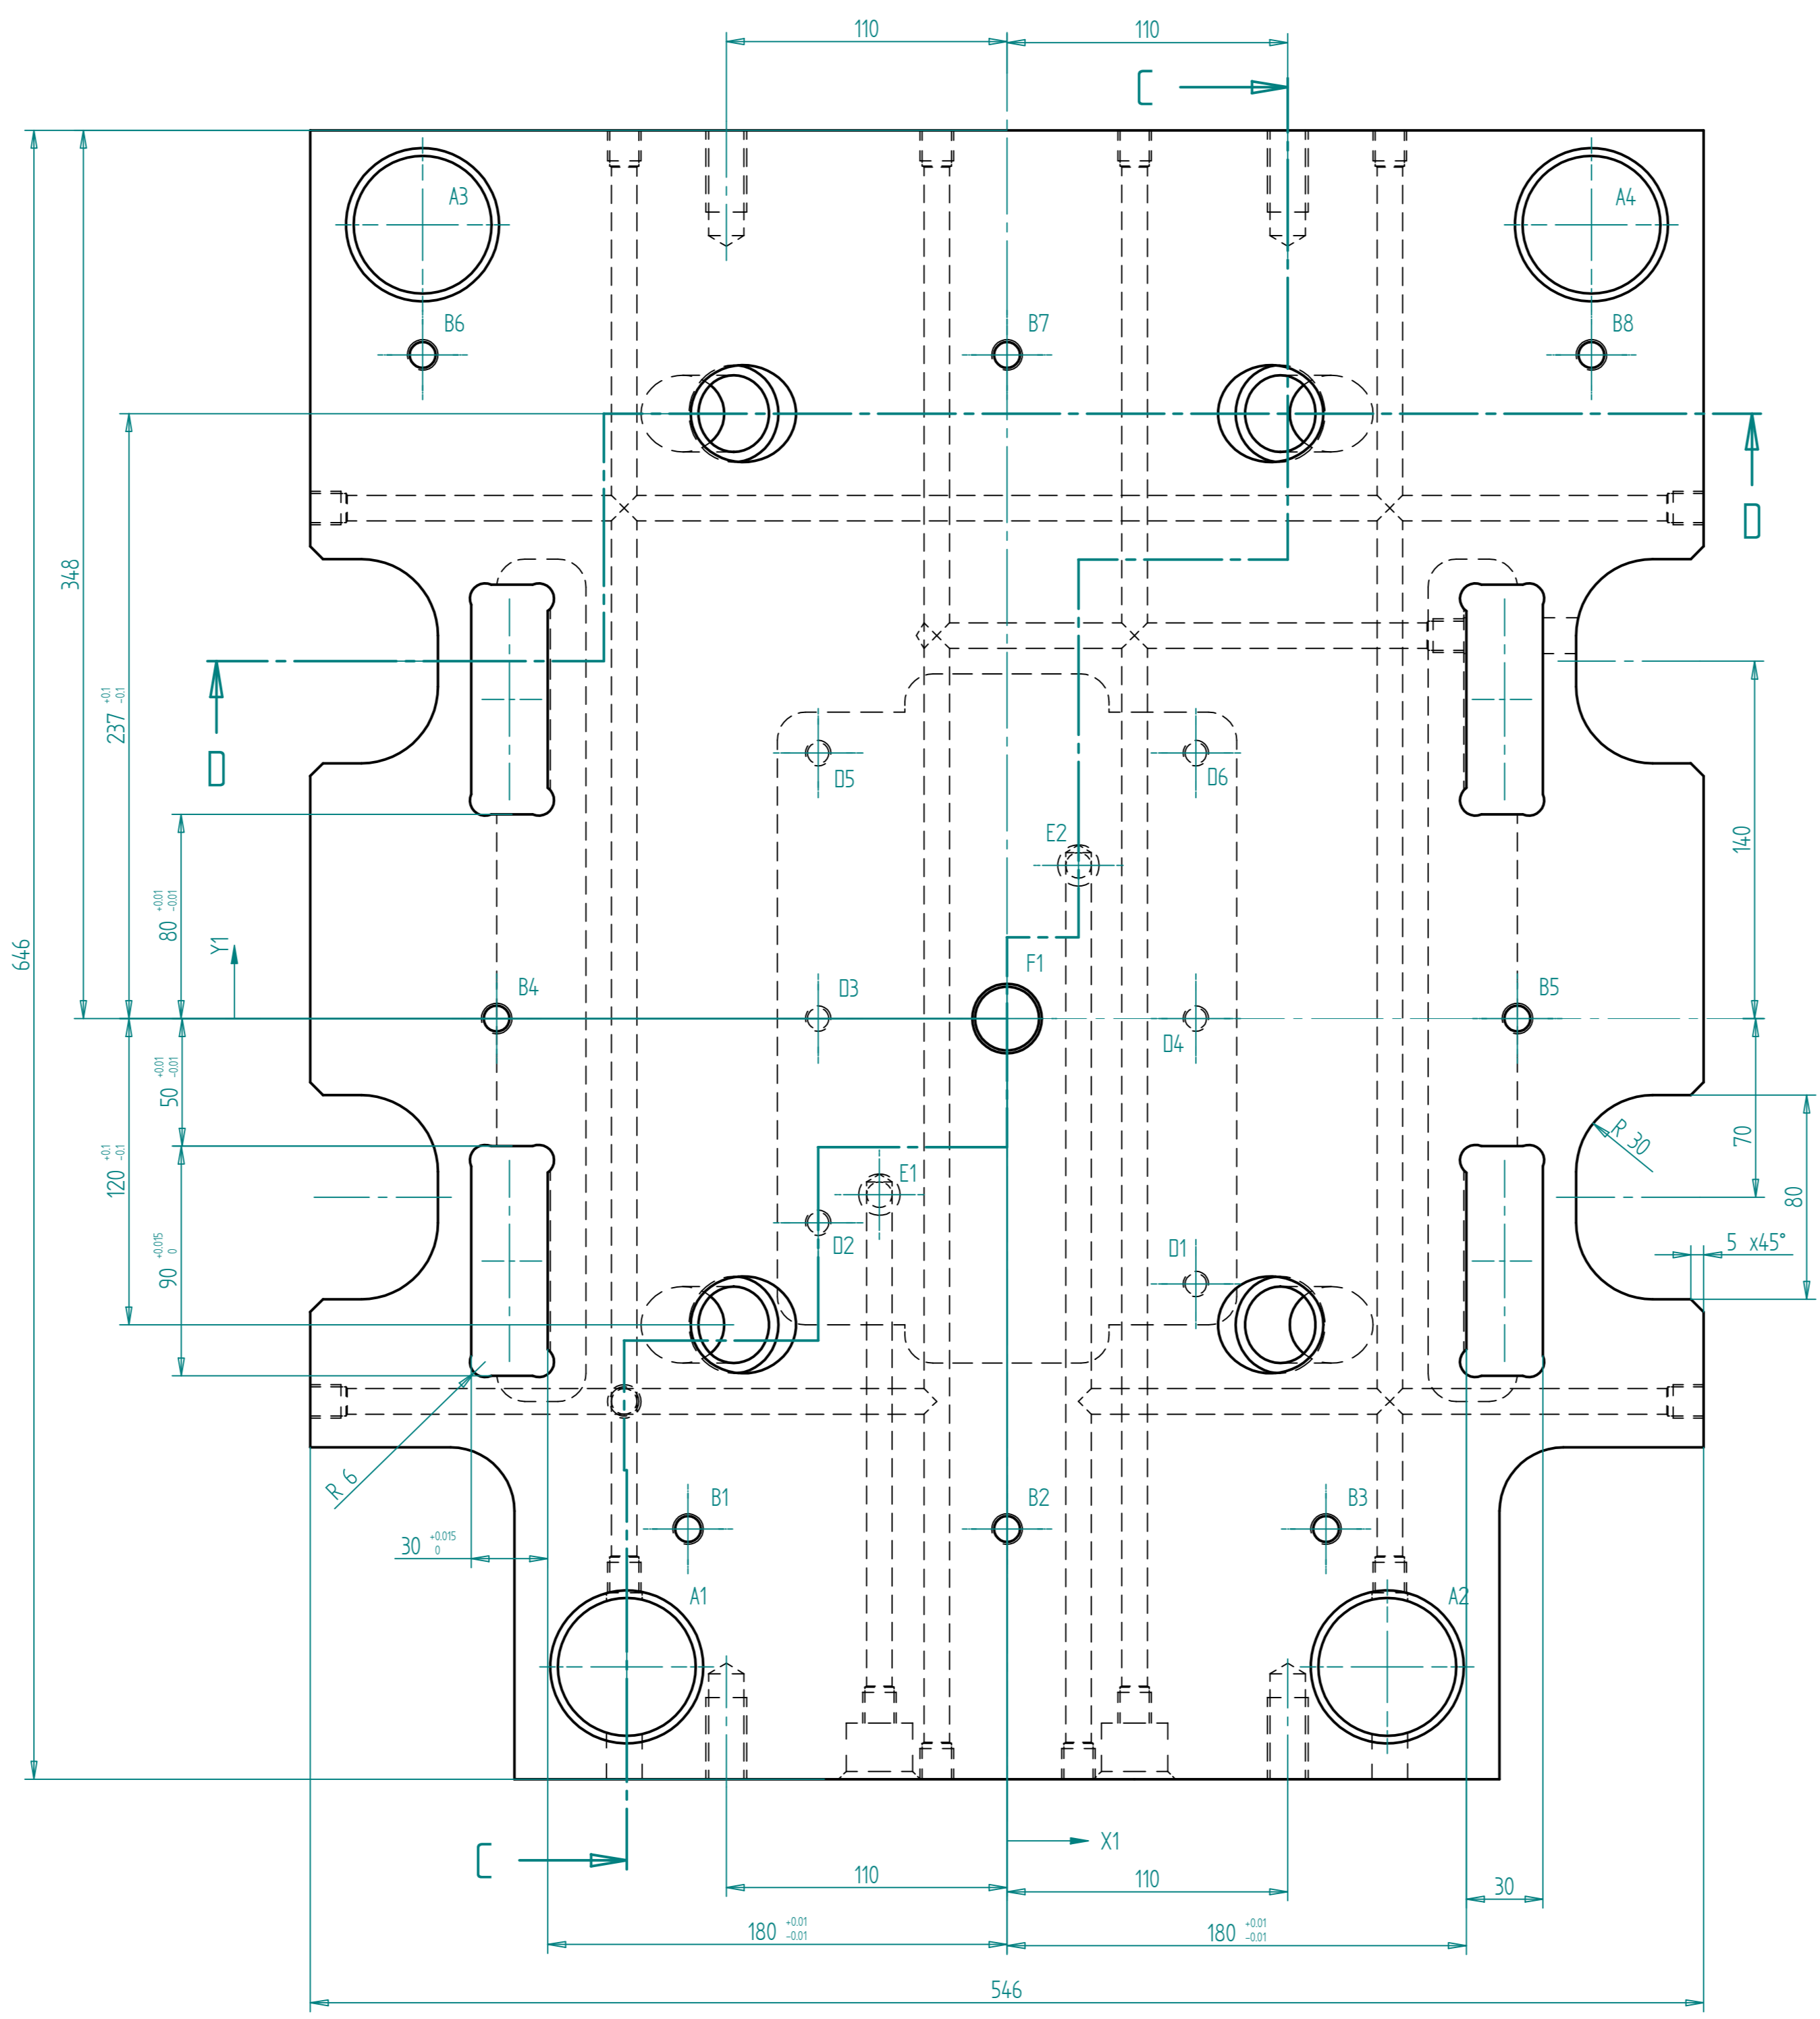 110
110
C
A3
A4
B6
B7
B8
D
348
237 +0.1 -0.1
D
D5
D6
E2
140
80 +0.01 -0.01
646
Y1
F1
B4
D3
B5
D4
50 +0.01 -0.01
70
R 30
120 +0.1 -0.1
E1
80
D2
D1
5 x45°
90 +0.015 0
R 6
B1
B2
B3
30 +0.015 0
A1
A2
C
X1
110
110
30
180 +0.01 -0.01
180 +0.01 -0.01
546